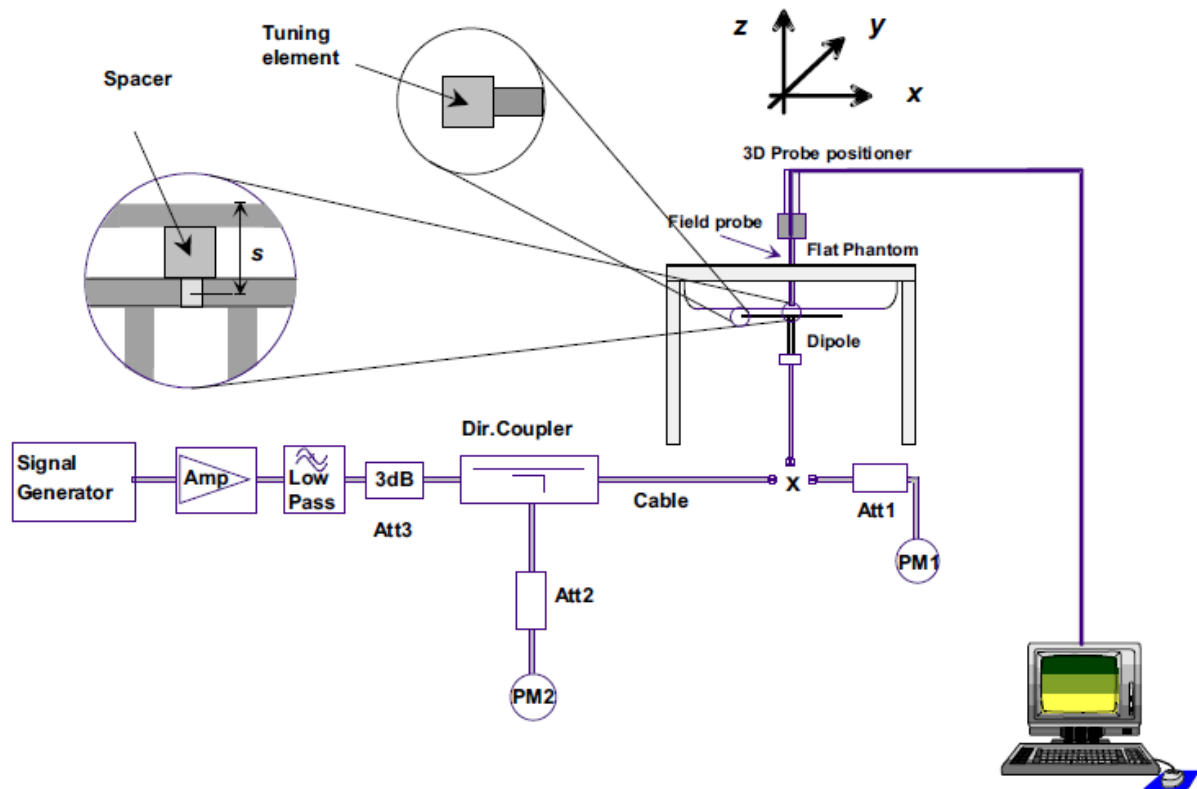 Tuning
element
Spacer
s
z
y
x
3D Probe positioner
Field probe
Flat Phantom
Dipole
Dir.Coupler
Signal
Generator
Amp
Low
Pass
3dB
Att3
Cable
x
Att1
PM1
Att2
PM2